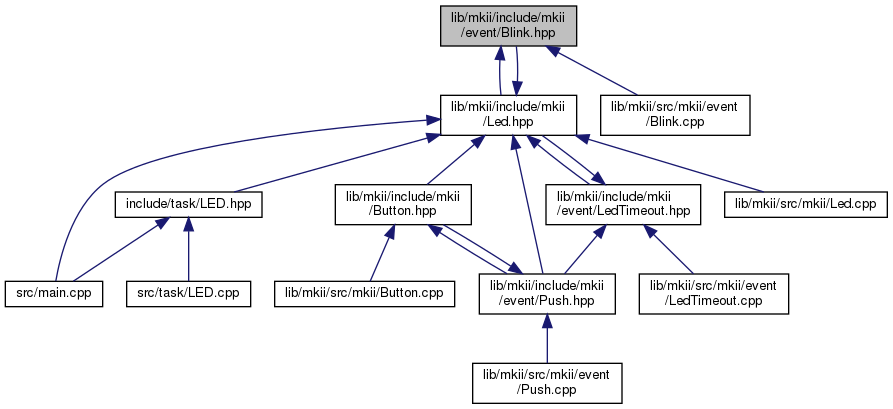 lib/mkii/include/mkii
/event/Blink.hpp
lib/mkii/include/mkii
/Led.hpp
lib/mkii/src/mkii/event
/Blink.cpp
include/task/LED.hpp
lib/mkii/include/mkii
/Button.hpp
lib/mkii/include/mkii
/event/LedTimeout.hpp
lib/mkii/src/mkii/Led.cpp
src/main.cpp
src/task/LED.cpp
lib/mkii/src/mkii/Button.cpp
lib/mkii/include/mkii
/event/Push.hpp
lib/mkii/src/mkii/event
/LedTimeout.cpp
lib/mkii/src/mkii/event
/Push.cpp